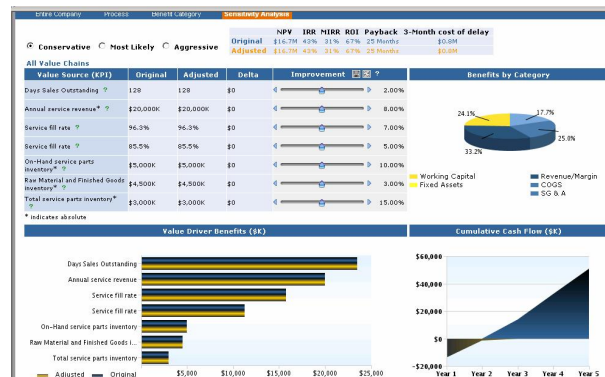 Entire Company Process Benefit Category Sensitivity Analysis
NPV IRR MIRR ROI Payback 3-Month cost of delay
Original $16.7M 43% 31% 67% 25 Months $0.8M
Adjusted $16.7M 43% 31% 67% 25 Months $0.8M
Conservative Most Likely Aggressive
All Value Chains
Value Source (KPI) Original Adjusted Delta Improvement ?
Days Sales Outstanding ? 128 128 $0 2.00%
Annual service revenue* ? $20,000K $20,000K $0 8.00%
Service fill rate ? 96.3% 96.3% $0 7.00%
Service fill rate ? 85.5% 85.5% $0 5.00%
On-Hand service parts
inventory* ? $5,000K $5,000K $0 10.00%
Raw Material and Finished Goods
inventory* ? $4,500K $4,500K $0 3.00%
Total service parts inventory*
? $3,000K $3,000K $0 15.00%
* indicates absolute
Benefits by Category
24.1% 17.7%
25.0%
33.2%
Working Capital Revenue/Margin
Fixed Assets COGS
SG & A
Value Driver Benefits ($K)
Days Sales Outstanding
Annual service revenue
Service fill rate
Service fill rate
On-Hand service parts inventory
Raw Material and Finished Goods i...
Total service parts inventory
Adjusted Original
$5,000 $10,000 $15,000 $20,000 $25,000
Cumulative Cash Flow ($K)
$60,000
$40,000
$20,000
$0
-$20,000
Year 1 Year 2 Year 3 Year 4 Year 5